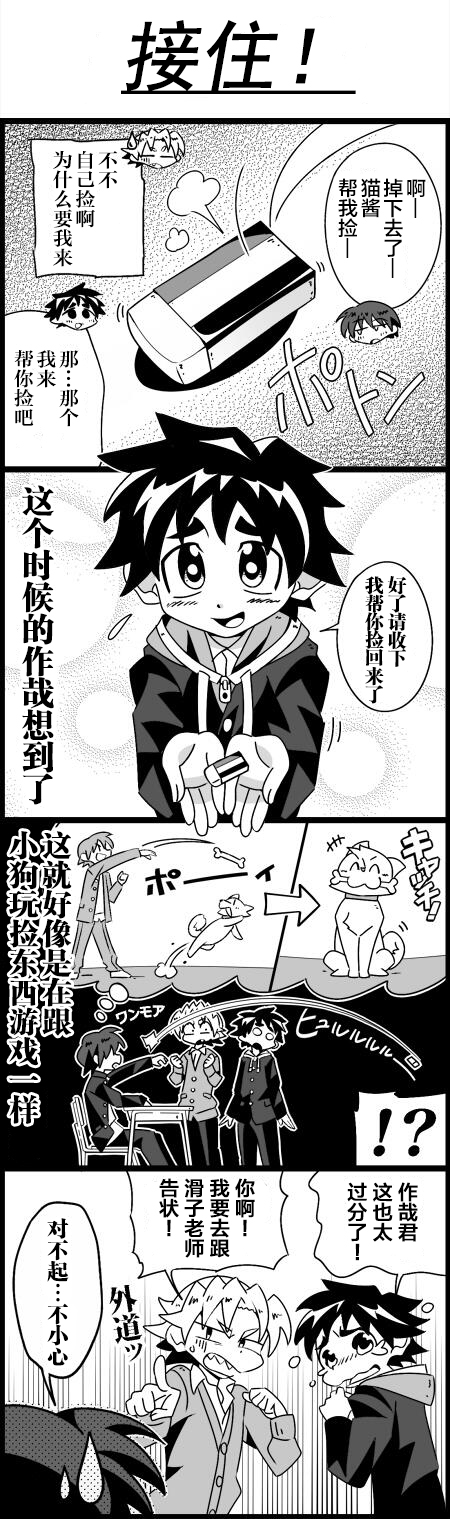 接住!
啊—
掉下去了—
猫酱
帮我捡—
不不
自己捡啊
为什么要我来
ポトン
那…那个
我来
帮你捡吧
好了请收下
我帮你捡回来了
这个时候的作哉想到了
ポーーィ
キャッチ!
这就好像是在跟
小狗玩捡东西游戏一样
ワンモア
ヒュルルルル…
!?
作哉君
这也太
过分了!
你啊!
我要去跟
滑子老师
告状!
外道ッ
对不起…不小心